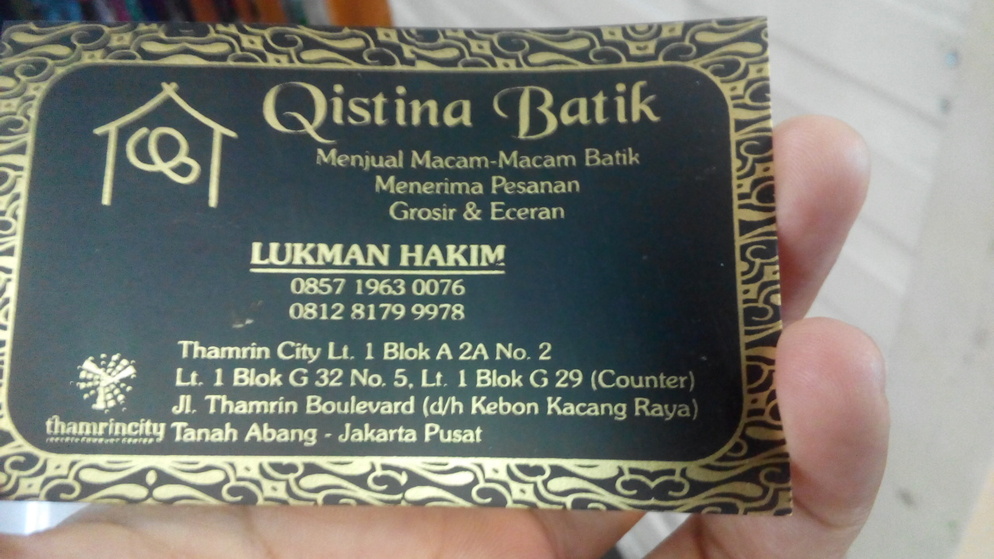 Qistina Batik
Menjual Macam-Macam Batik
Menerima Pesanan
Grosir & Eceran
LUKMAN HAKIM
0857 1963 0076
0812 8179 9978
Thamrin City Lt. 1 Blok A 2A No. 2
Lt. 1 Blok G 32 No. 5, Lt. 1 Blok G 29 (Counter)
Jl. Thamrin Boulevard (d/h Kebon Kacang Raya)
Tanah Abang - Jakarta Pusat
thamrincity